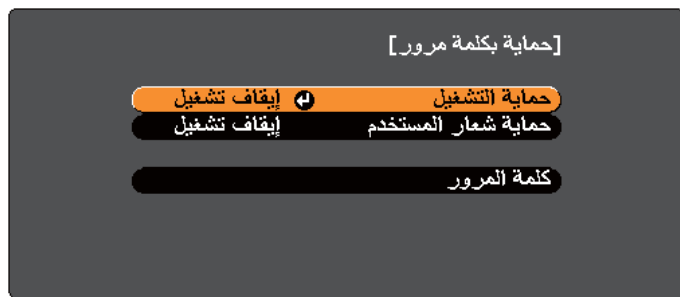 [حماية بكلمة مرور]
حماية التشغيل إيقاف تشغيل
حماية شعار المستخدم إيقاف تشغيل
كلمة المرور